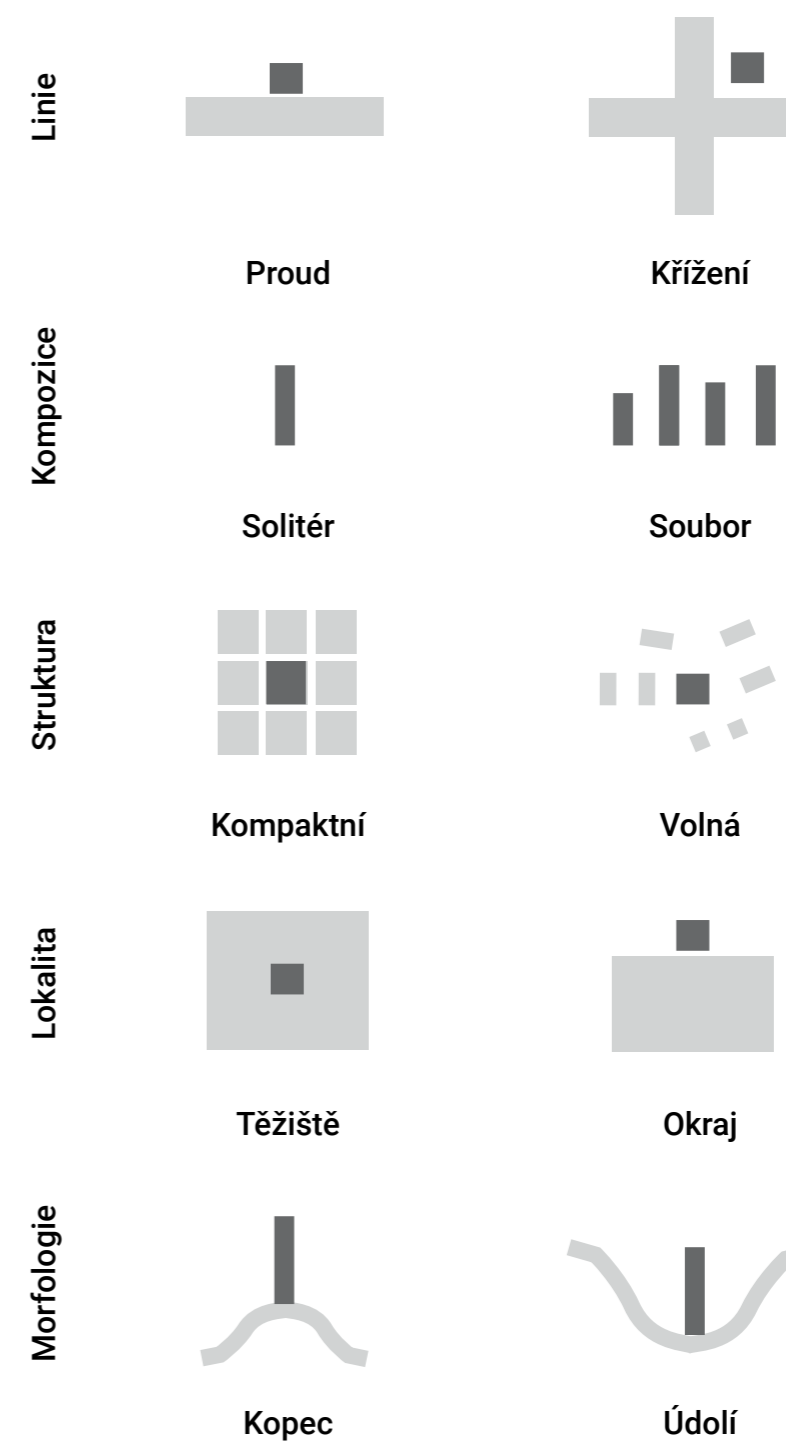 Linie
Proud
Křížení
Kompozice
Solitér
Soubor
Struktura
Kompaktní
Volná
Lokalita
Těžiště
Okraj
Morfologie
Kopec
Údolí